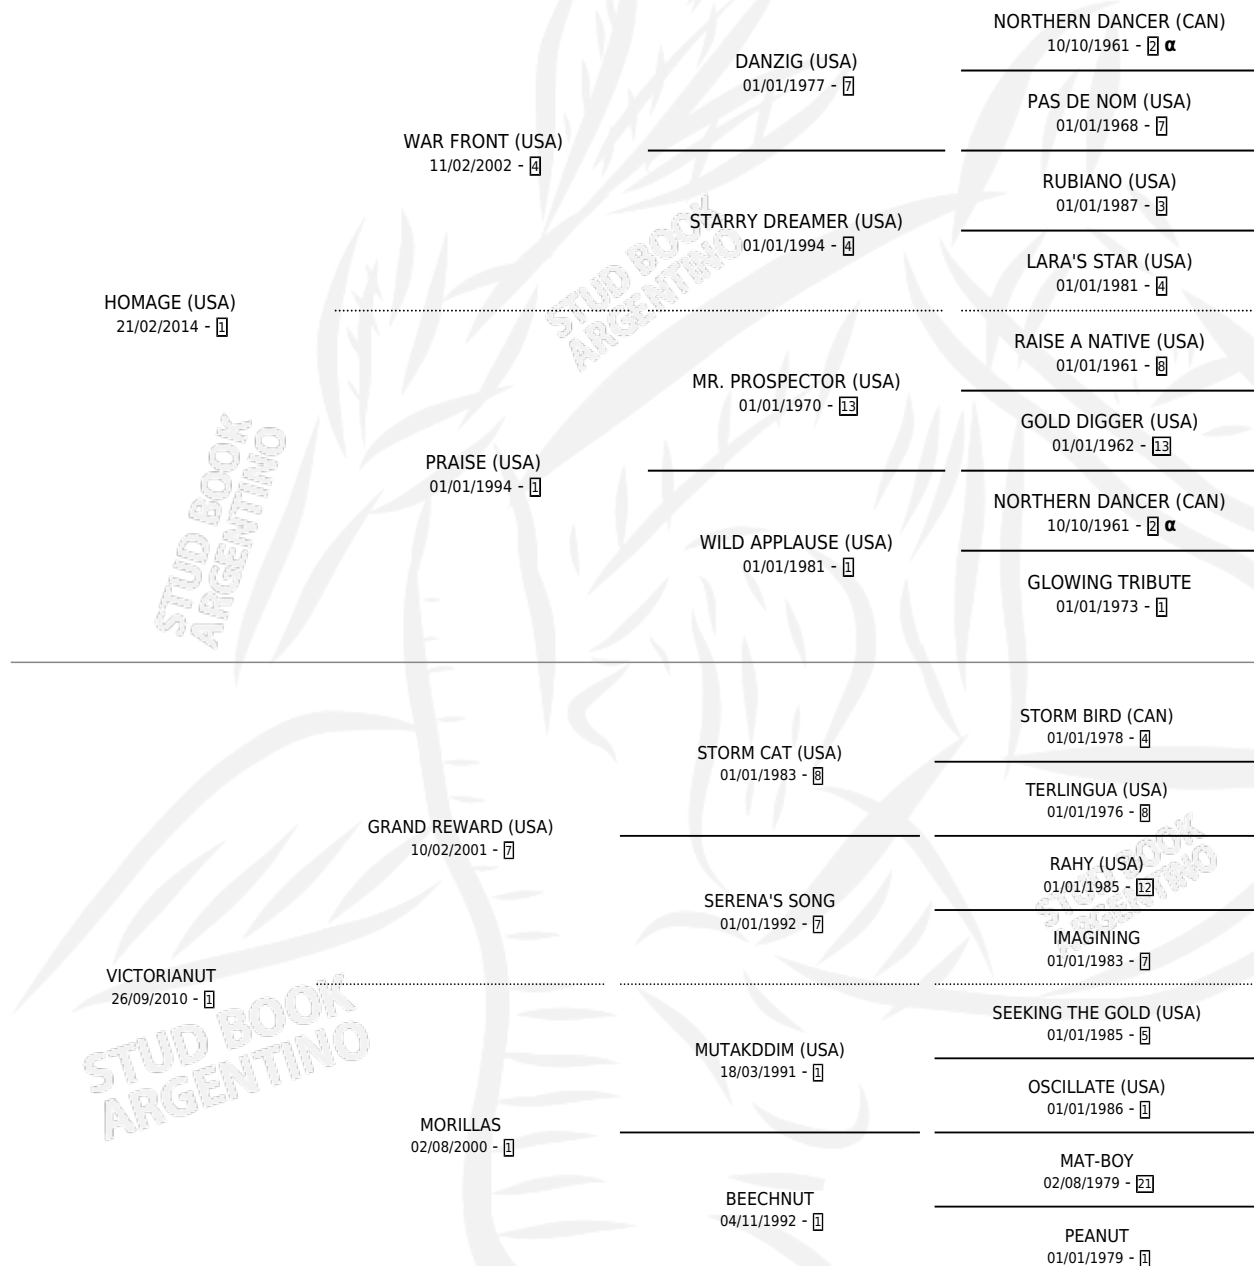 NORTHERN DANCER (CAN)
10/10/1961 - 2 α
DANZIG (USA)
01/01/1977 - 7
PAS DE NOM (USA)
01/01/1968 - 7
WAR FRONT (USA)
11/02/2002 - 4
RUBIANO (USA)
01/01/1987 - 3
STARRY DREAMER (USA)
01/01/1994 - 4
LARA'S STAR (USA)
01/01/1981 - 4
HOMAGE (USA)
21/02/2014 - 1
RAISE A NATIVE (USA)
01/01/1961 - 8
MR. PROSPECTOR (USA)
01/01/1970 - 13
GOLD DIGGER (USA)
01/01/1962 - 13
PRAISE (USA)
01/01/1994 - 1
NORTHERN DANCER (CAN)
10/10/1961 - 2 α
WILD APPLAUSE (USA)
01/01/1981 - 1
GLOWING TRIBUTE
01/01/1973 - 1
STORM BIRD (CAN)
01/01/1978 - 4
STORM CAT (USA)
01/01/1983 - 8
TERLINGUA (USA)
01/01/1976 - 8
GRAND REWARD (USA)
10/02/2001 - 7
RAHY (USA)
01/01/1985 - 12
SERENA'S SONG
01/01/1992 - 7
IMAGINING
01/01/1983 - 7
VICTORIANUT
26/09/2010 - 1
SEEKING THE GOLD (USA)
01/01/1985 - 5
MUTAKDDIM (USA)
18/03/1991 - 1
OSCILLATE (USA)
01/01/1986 - 1
MORILLAS
02/08/2000 - 1
MAT-BOY
02/08/1979 - 21
BEECHNUT
04/11/1992 - 1
PEANUT
01/01/1979 - 1
STUD BOOK
ARGENTINO
STUD BOOK
ARGENTINO
STUD BOOK
ARGENTINO
STUD BOOK
ARGENTINO